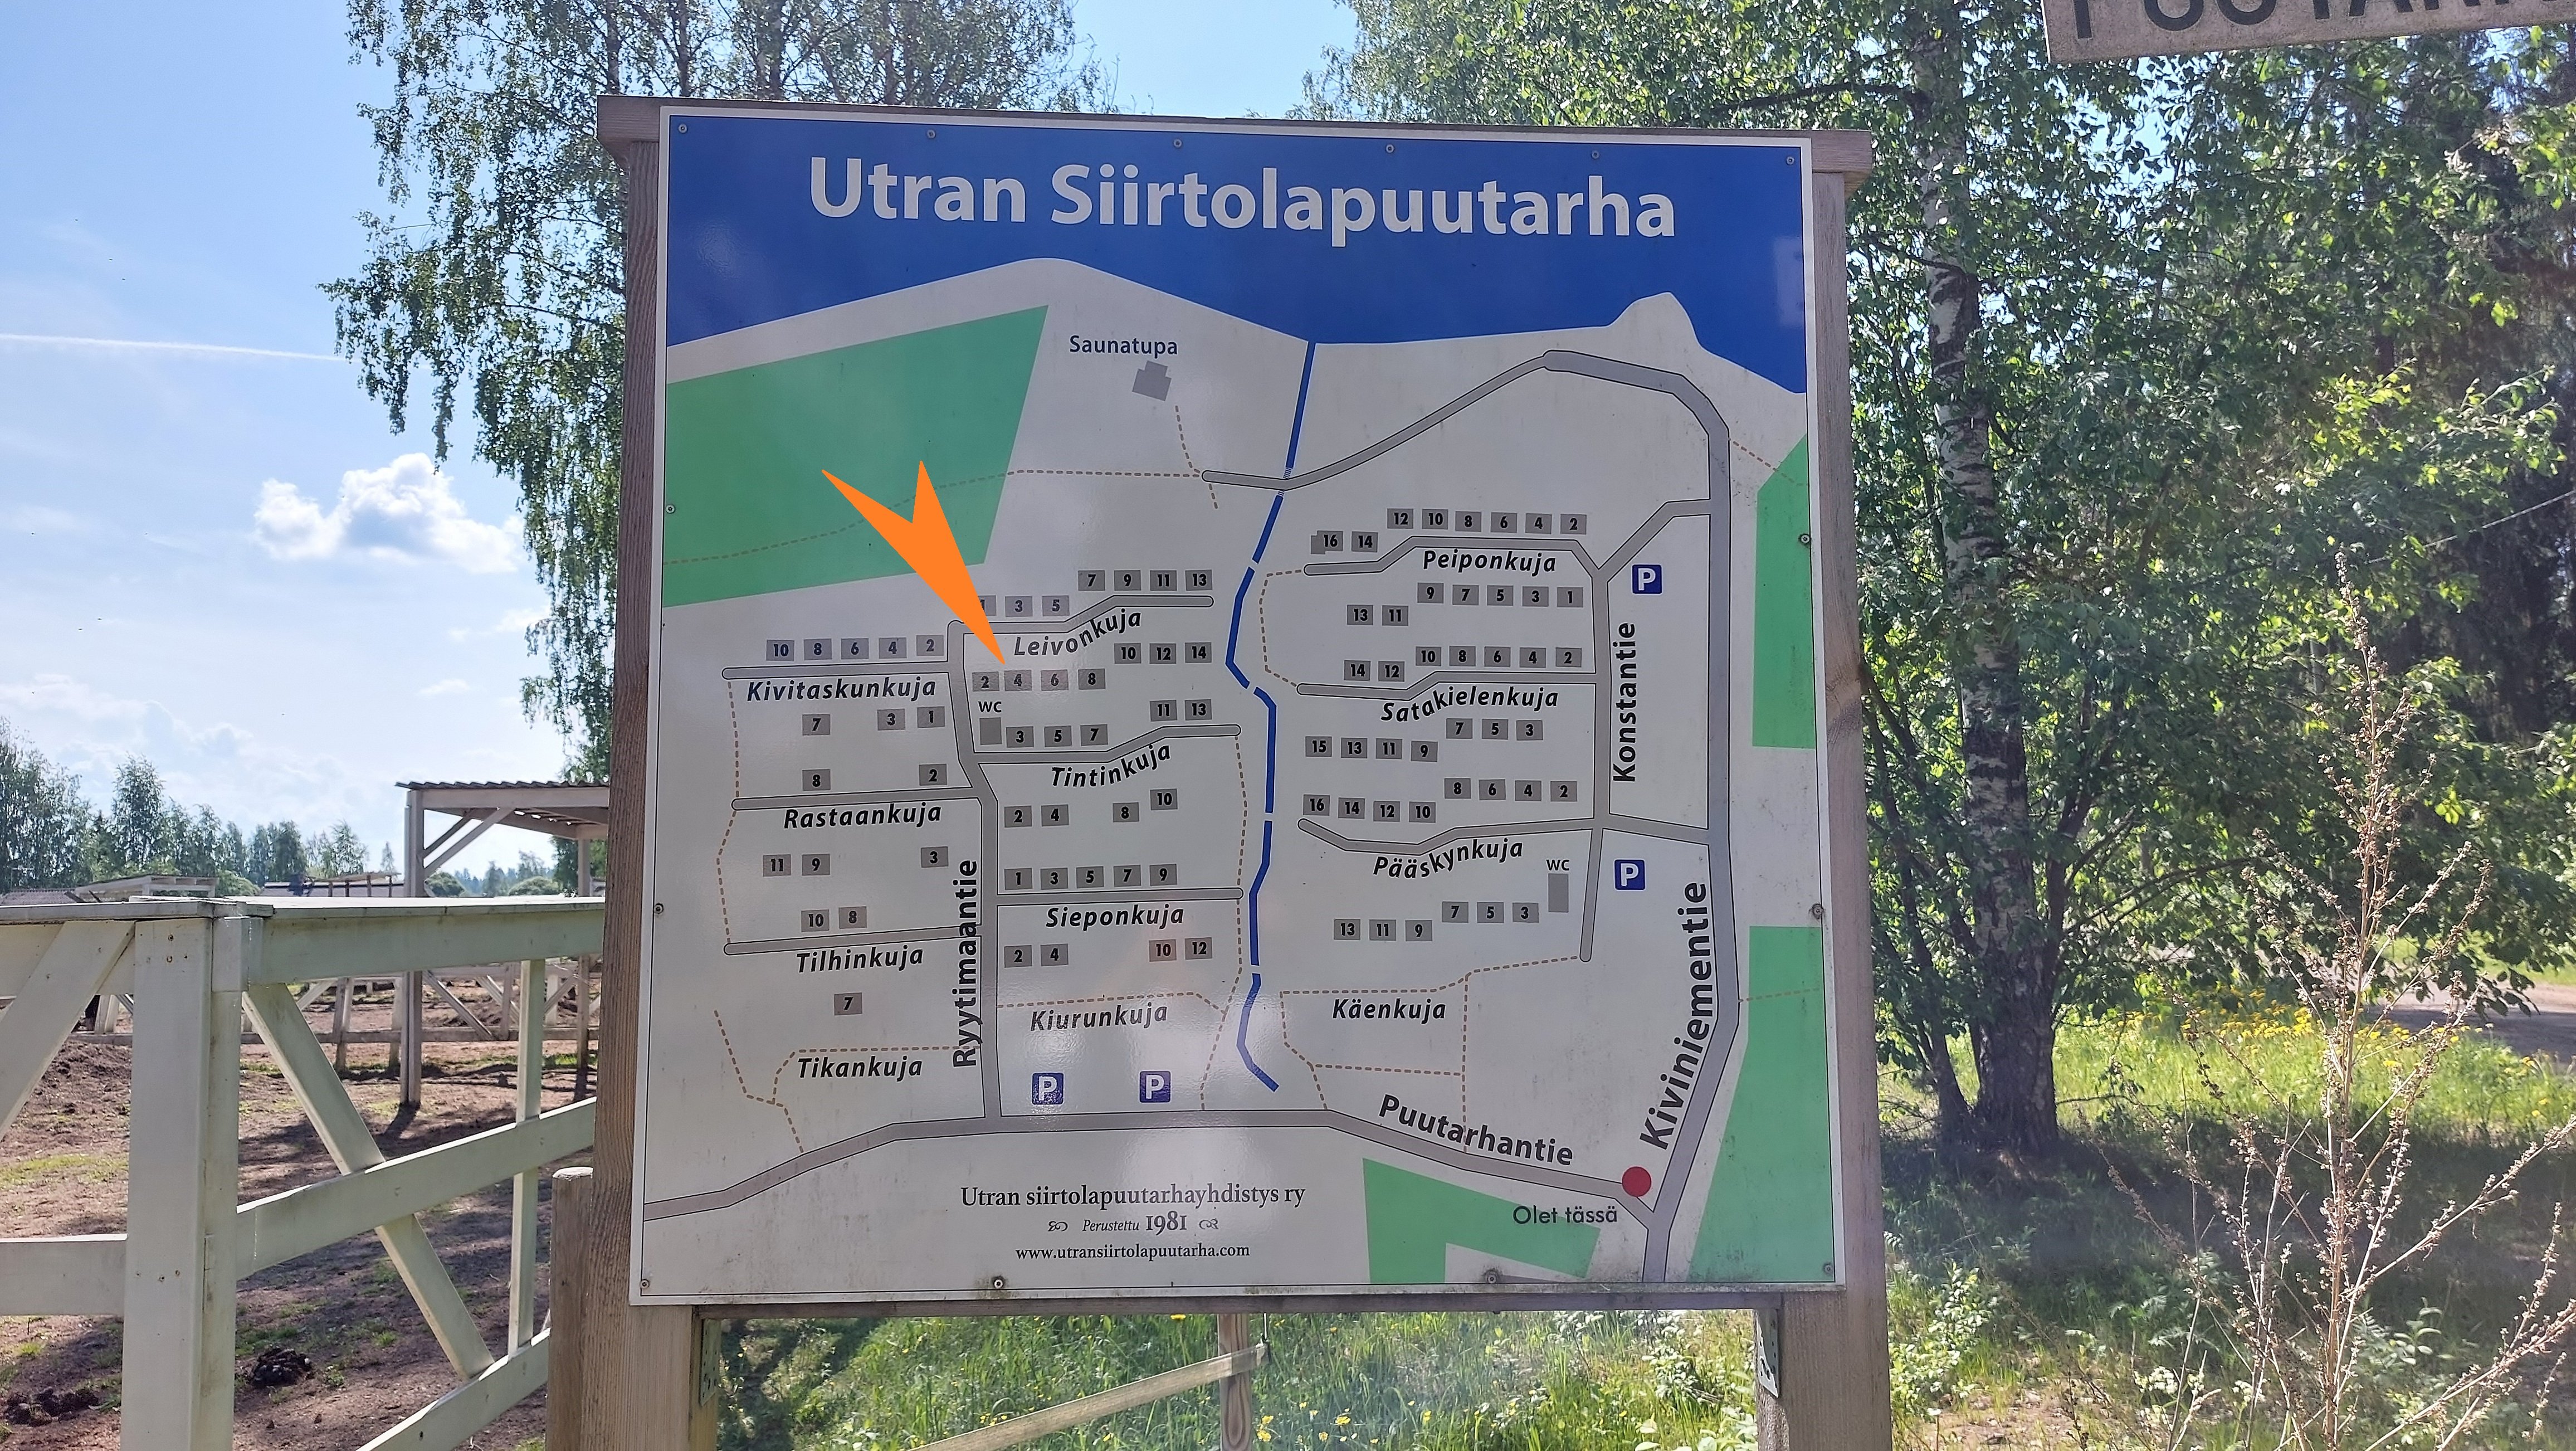 Utran Siirtolapuutarha
Saunatupa
12 10 8 6 4 2
16 14
Peiponkuja
P
9 7 5 3 1
13 11
7 9 11 13
1 3 5
Leivonkuja
10 8 6 4 2
Kivitaskunkuja
10 12 14
2 4 6 8
WC
7 3 1
11 13
3 5 7
Tintinkuja
8 2
Rastaankuja
10
2 4 8
11 9 3
1 3 5 7 9
Sieponkuja
10 8
Tilhinkuja
2 4 10 12
7
Kiurunkuja
Tikankuja
Ryytimaantie
P P
10 8 6 4 2
14 12
Satakielenkuja
7 5 3
15 13 11 9
Konstantie
8 6 4 2
16 14 12 10
Pääskynkuja
WC
P
7 5 3
13 11 9
Käenkuja
Kiviniementie
Puutarhantie
Olet tässä
Utran siirtolapuutarhayhdistys ry
Perustettu 1981
www.utransiirtolapuutarha.com